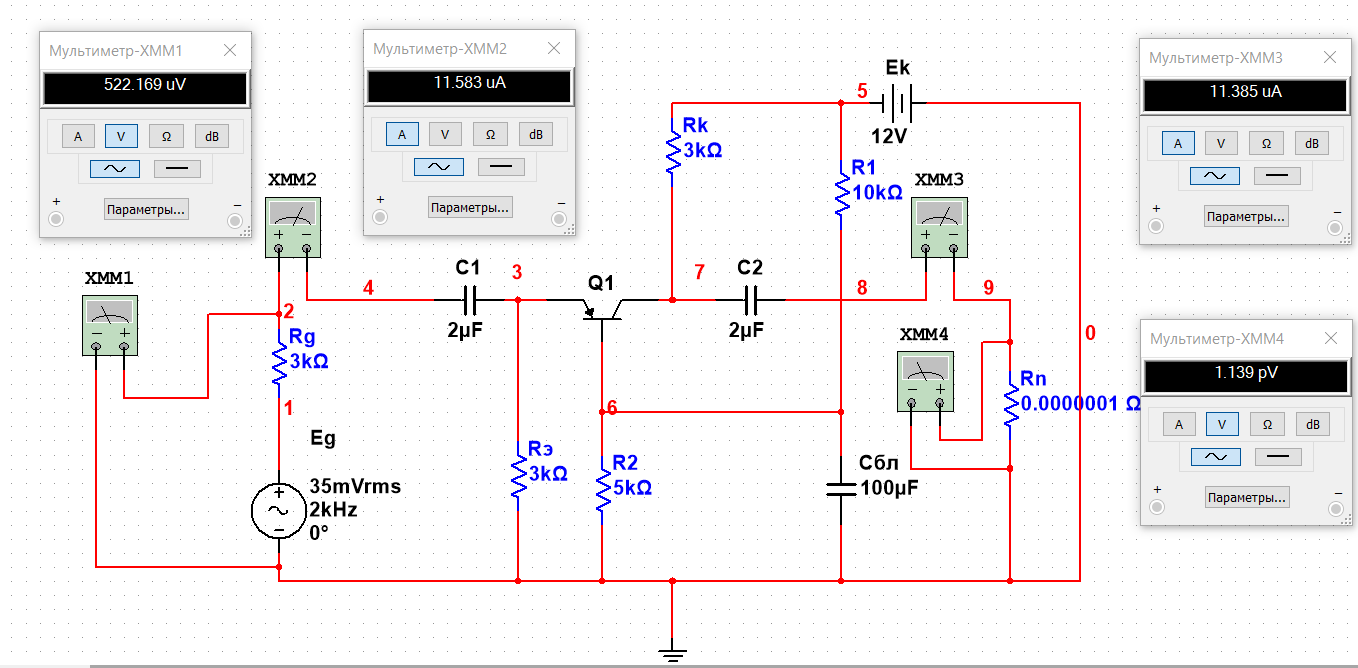 Мультиметр-XMM1
522.169 uV
A V Ω dB
+ Параметры... −
Мультиметр-XMM2
11.583 uA
A V Ω dB
+ Параметры... −
Мультиметр-XMM3
11.385 uA
A V Ω dB
+ Параметры... −
Мультиметр-XMM4
1.139 pV
A V Ω dB
+ Параметры... −
Ek
5
12V
Rk
3kΩ
R1
10kΩ
XMM2
+ −
XMM3
+ −
XMM1
− +
C1
2µF
3
4
Q1
7
C2
2µF
8
9
0
2
Rg
3kΩ
1
XMM4
− +
Rn
0.0000001 Ω
6
Eg
+
−
35mVrms
2kHz
0°
Rэ
3kΩ
R2
5kΩ
Cбл
100µF